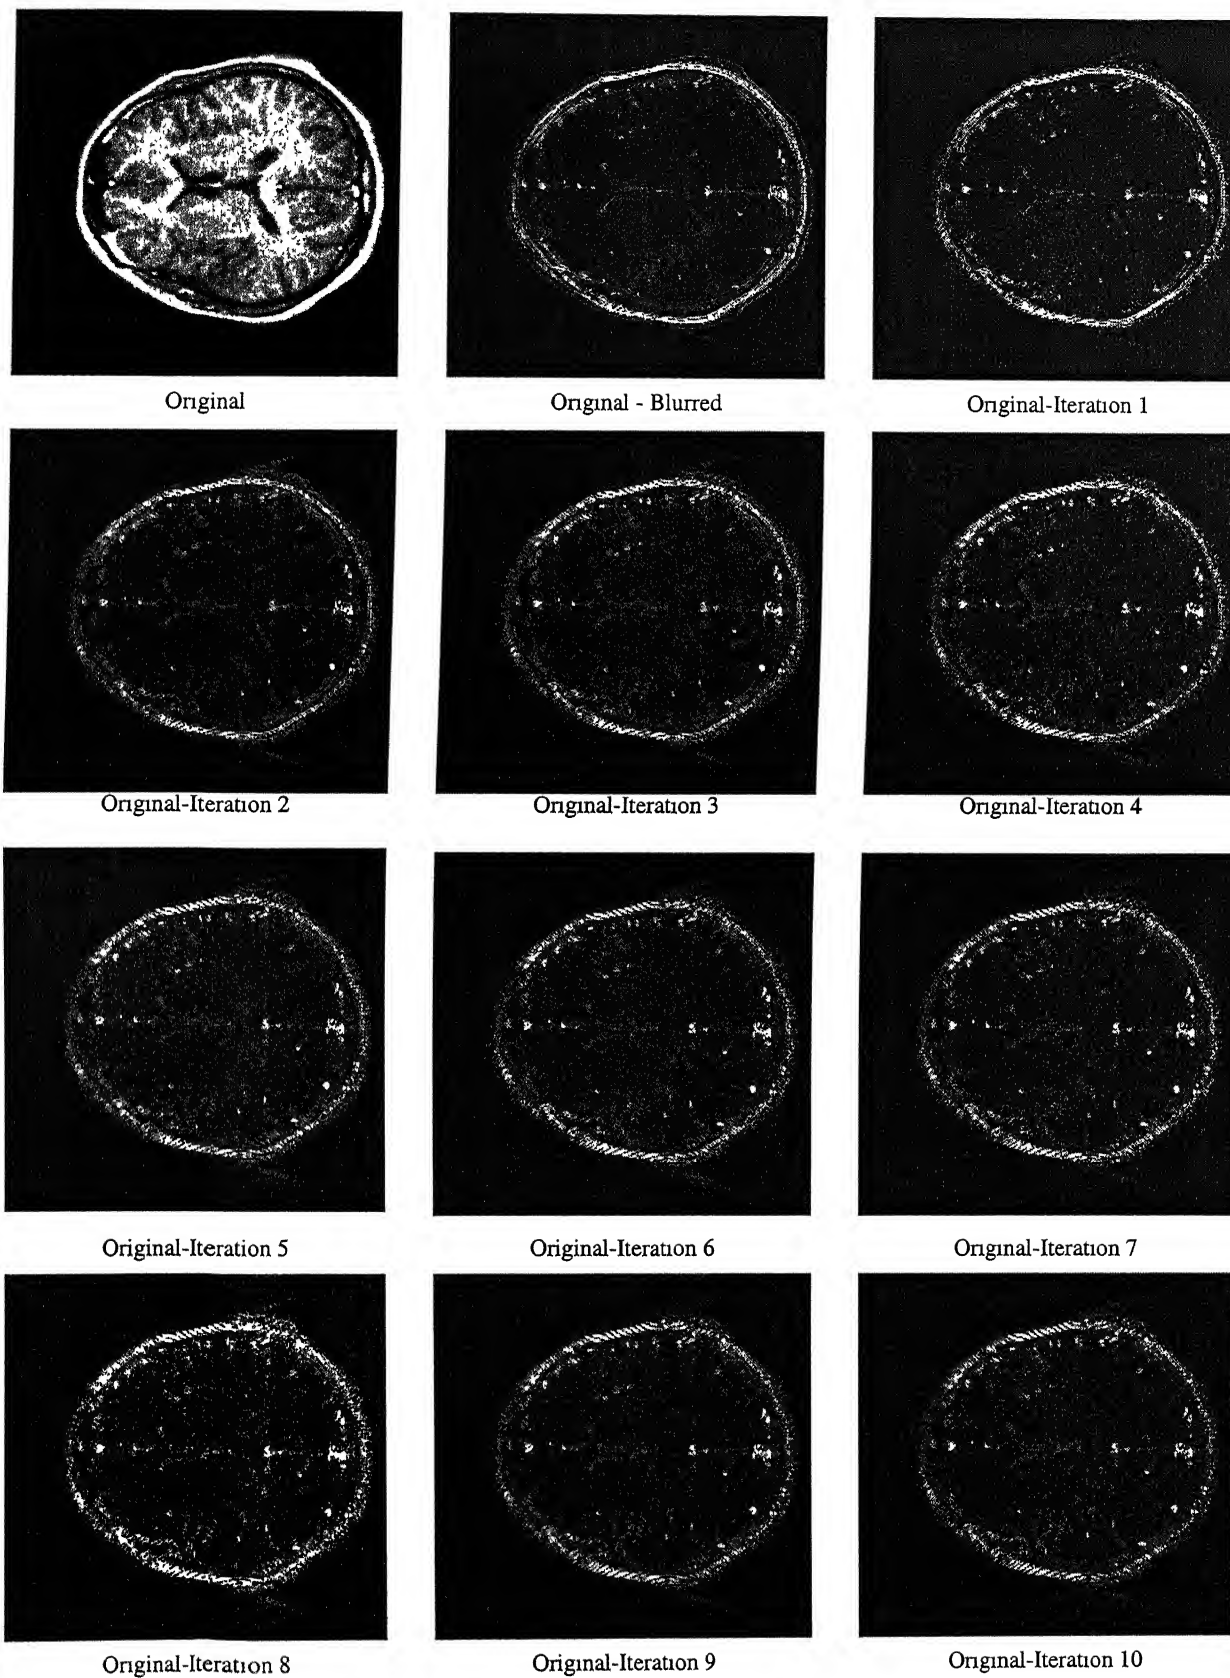 Original
Original - Blurred
Original-Iteration 1
Original-Iteration 2
Original-Iteration 3
Original-Iteration 4
Original-Iteration 5
Original-Iteration 6
Original-Iteration 7
Original-Iteration 8
Original-Iteration 9
Original-Iteration 10